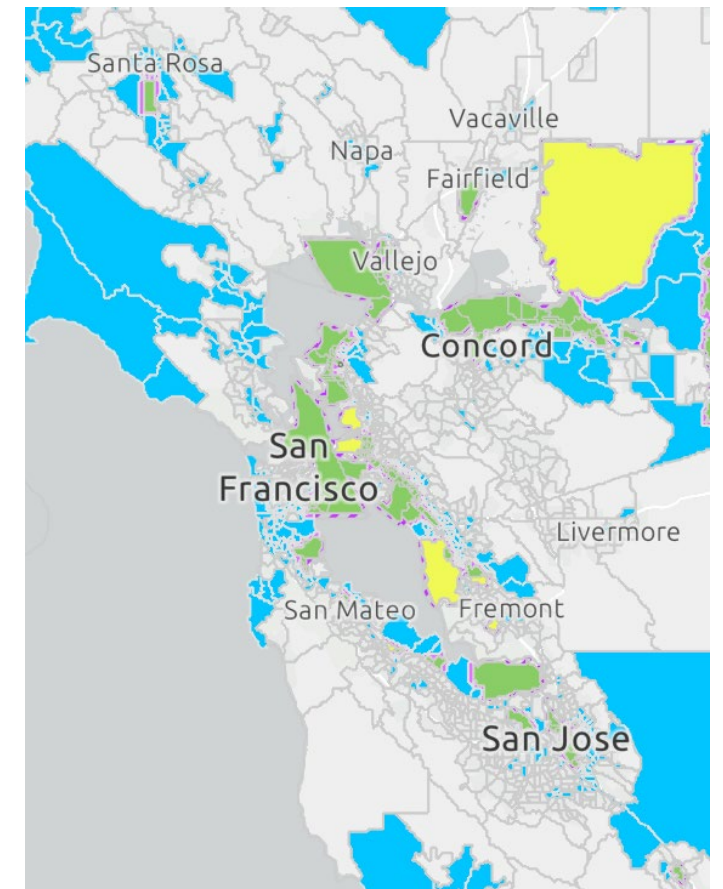 Santa Rosa
Vacaville
Napa
Fairfield
Vallejo
Concord
San
Francisco
Livermore
San Mateo
Fremont
San Jose